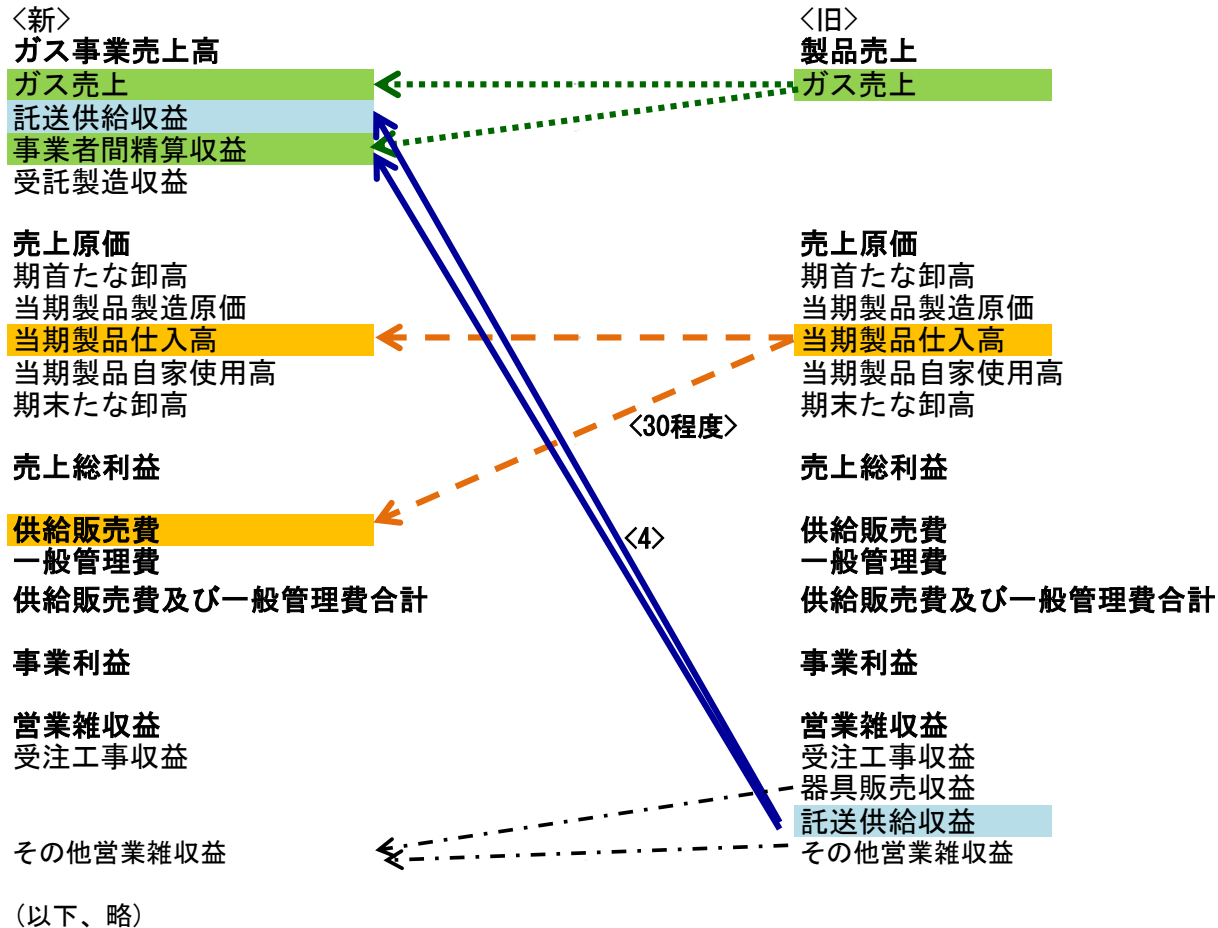 〈新〉
ガス事業売上高
ガス売上
託送供給収益
事業者間精算収益
受託製造収益
売上原価
期首たな卸高
当期製品製造原価
当期製品仕入高
当期製品自家使用高
期末たな卸高
売上総利益
供給販売費
一般管理費
供給販売費及び一般管理費合計
事業利益
営業雑収益
受注工事収益
その他営業雑収益
（以下、略）
〈30程度〉
〈4〉
〈旧〉
製品売上
ガス売上
売上原価
期首たな卸高
当期製品製造原価
当期製品仕入高
当期製品自家使用高
期末たな卸高
売上総利益
供給販売費
一般管理費
供給販売費及び一般管理費合計
事業利益
営業雑収益
受注工事収益
器具販売収益
託送供給収益
その他営業雑収益